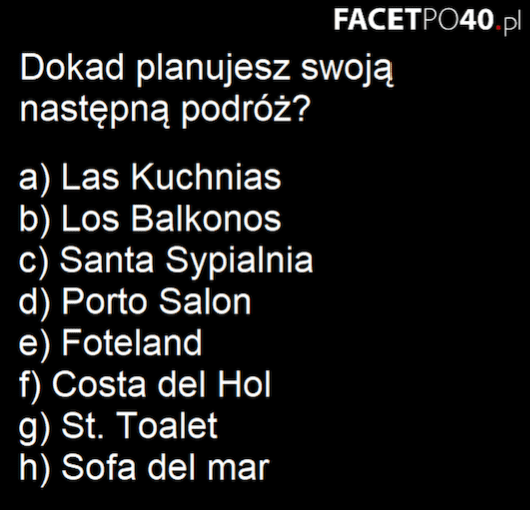 FACETPO40.pl
Dokad planujesz swoją
następną podróż?
a) Las Kuchnias
b) Los Balkonos
c) Santa Sypialnia
d) Porto Salon
e) Foteland
f) Costa del Hol
g) St. Toalet
h) Sofa del mar